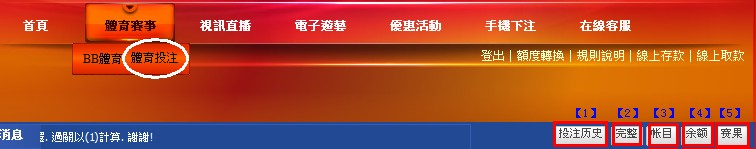 首頁 體育賽事 視訊直播 電子遊藝 優惠活動 手機下注 在線客服
BB體育 體育投注 登出 | 額度轉換 | 規則說明 | 線上存款 | 線上取款
【1】 【2】 【3】 【4】 【5】
消息 過關以(1)計算. 謝謝! 投注历史 完整 帐目 余额 赛果